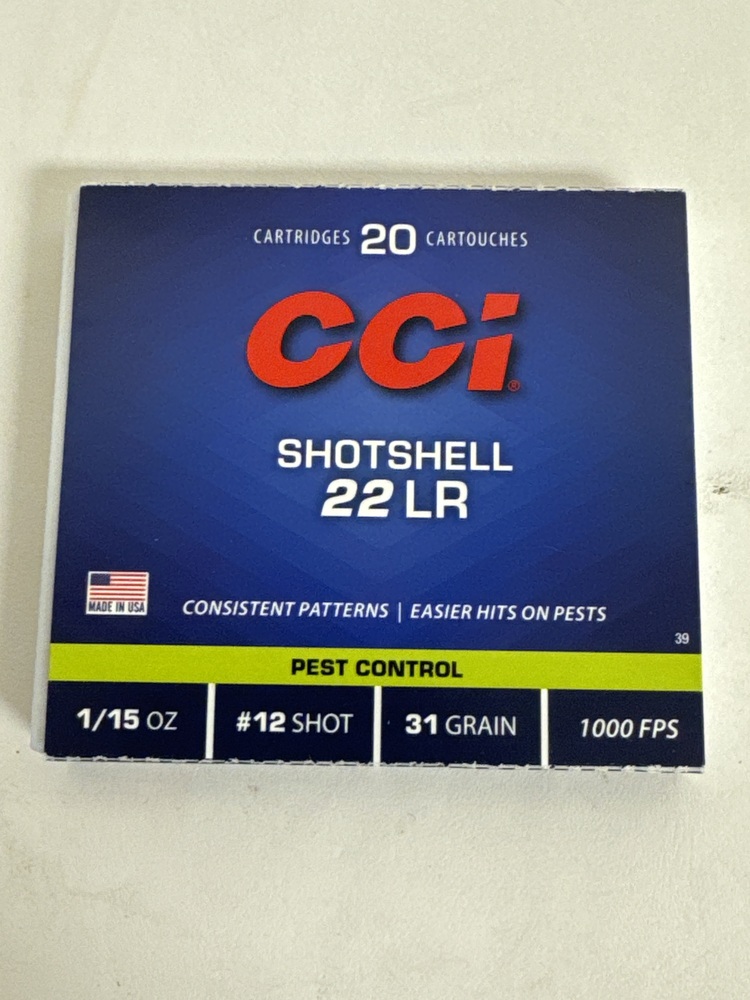 CARTRIDGES 20 CARTOUCHES
CCi®
SHOTSHELL
22 LR
MADE IN USA
CONSISTENT PATTERNS | EASIER HITS ON PESTS
39
PEST CONTROL
1/15 OZ #12 SHOT 31 GRAIN 1000 FPS